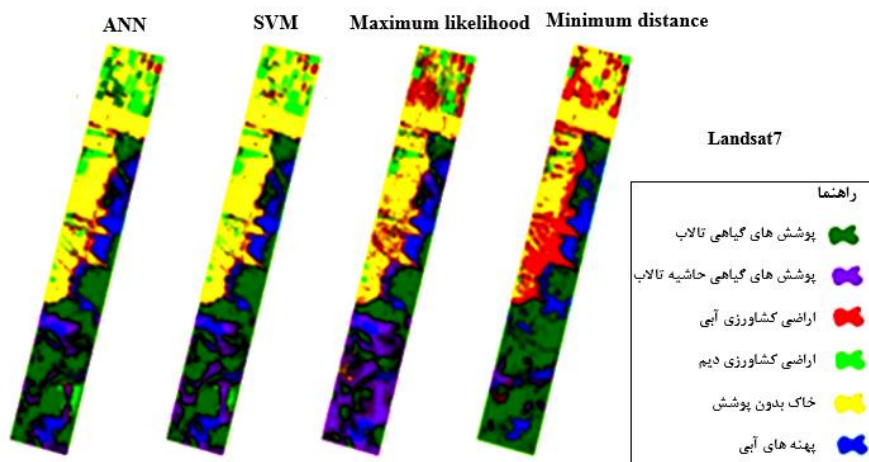 ANN
SVM
Maximum likelihood
Minimum distance
Landsat7
راهنما
پوشش های گیاهی تالاب
پوشش های گیاهی حاشیه تالاب
اراضی کشاورزی آبی
اراضی کشاورزی دیم
خاک بدون پوشش
پهنه های آبی